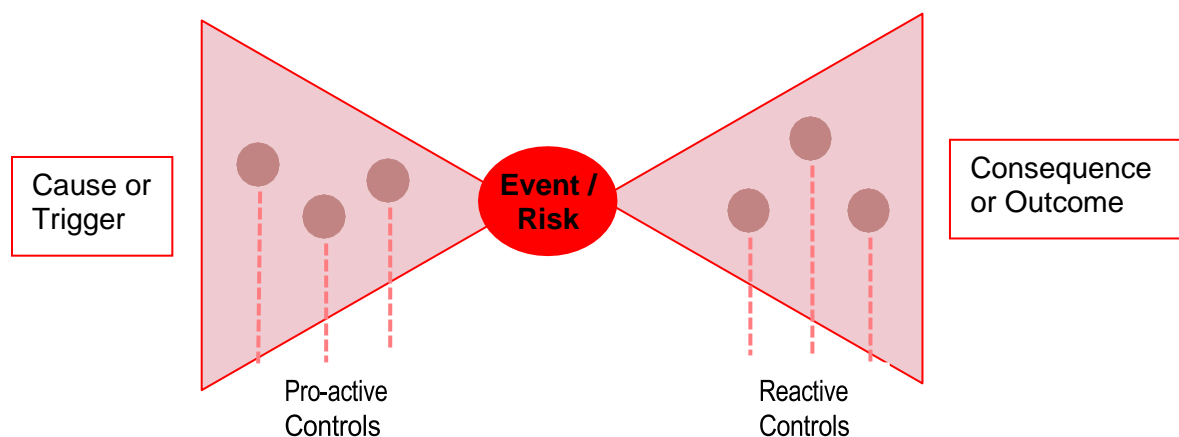 Cause or
Trigger
Event /
Risk
Consequence
or Outcome
Pro-active
Controls
Reactive
Controls